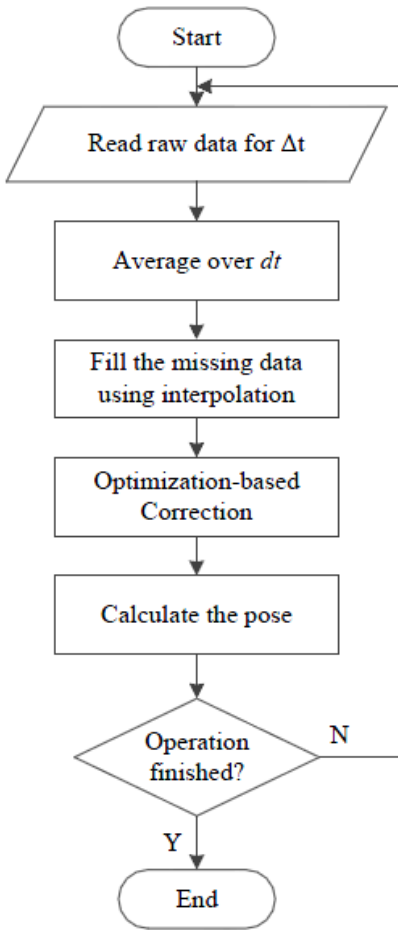 Start
Read raw data for Δt
Average over dt
Fill the missing data
using interpolation
Optimization-based
Correction
Calculate the pose
Operation
finished?
N
Y
End